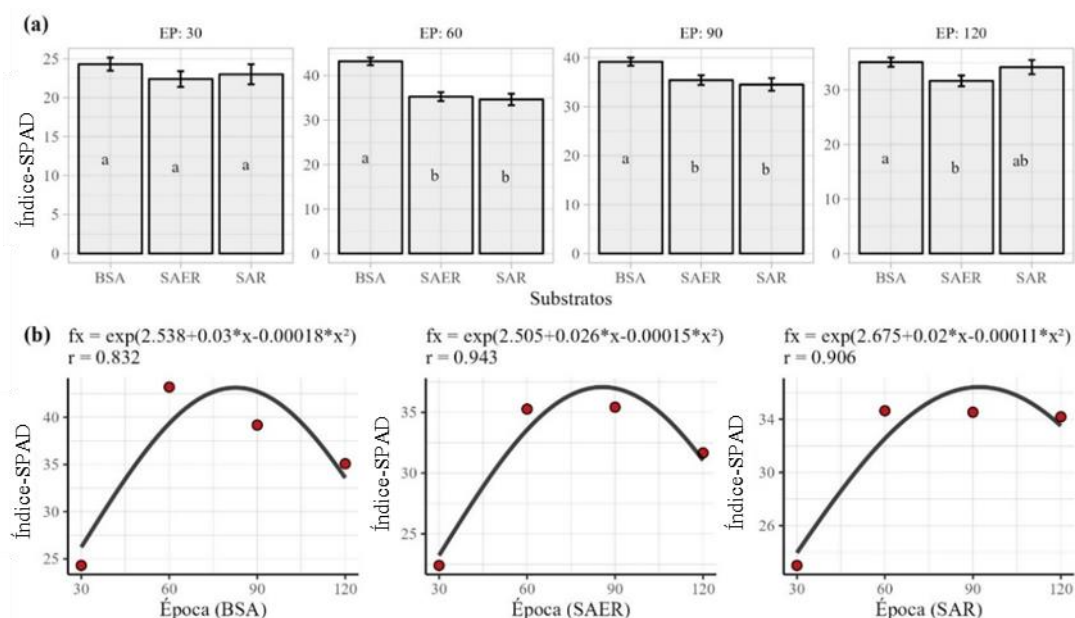 (a)
EP: 30 EP: 60 EP: 90 EP: 120
Índice-SPAD
25
20
15
10
5
0
a a a
BSA SAER SAR
40
30
20
10
0
a b b
BSA SAER SAR
40
30
20
10
0
a b b
BSA SAER SAR
30
20
10
0
a b ab
BSA SAER SAR
Substratos
(b)
fx = exp(2.538+0.03*x-0.00018*x²)
r = 0.832
Índice-SPAD
40
35
30
25
30 60 90 120
Época (BSA)
fx = exp(2.505+0.026*x-0.00015*x²)
r = 0.943
Índice-SPAD
35
30
25
30 60 90 120
Época (SAER)
fx = exp(2.675+0.02*x-0.00011*x²)
r = 0.906
Índice-SPAD
34
30
26
30 60 90 120
Época (SAR)